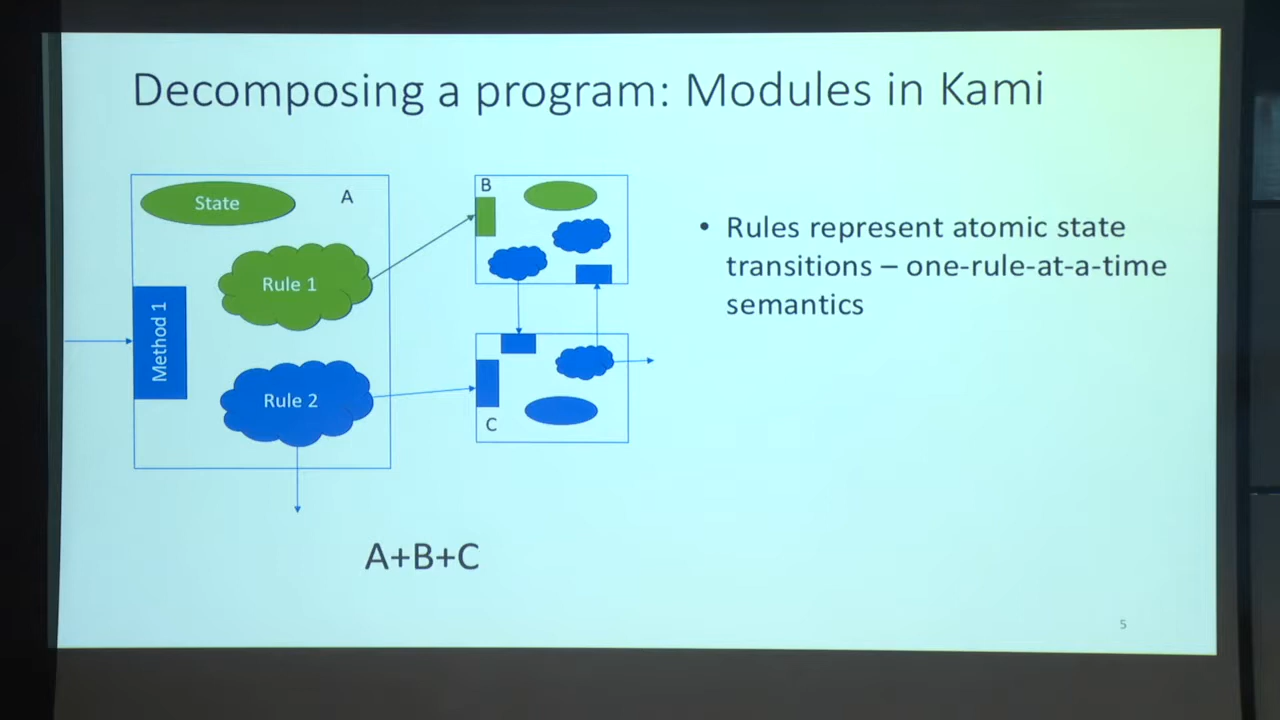 Decomposing a program: Modules in Kami
State
A
Rule 1
Method 1
Rule 2
B
C
A+B+C
• Rules represent atomic state
transitions – one-rule-at-a-time
semantics
5